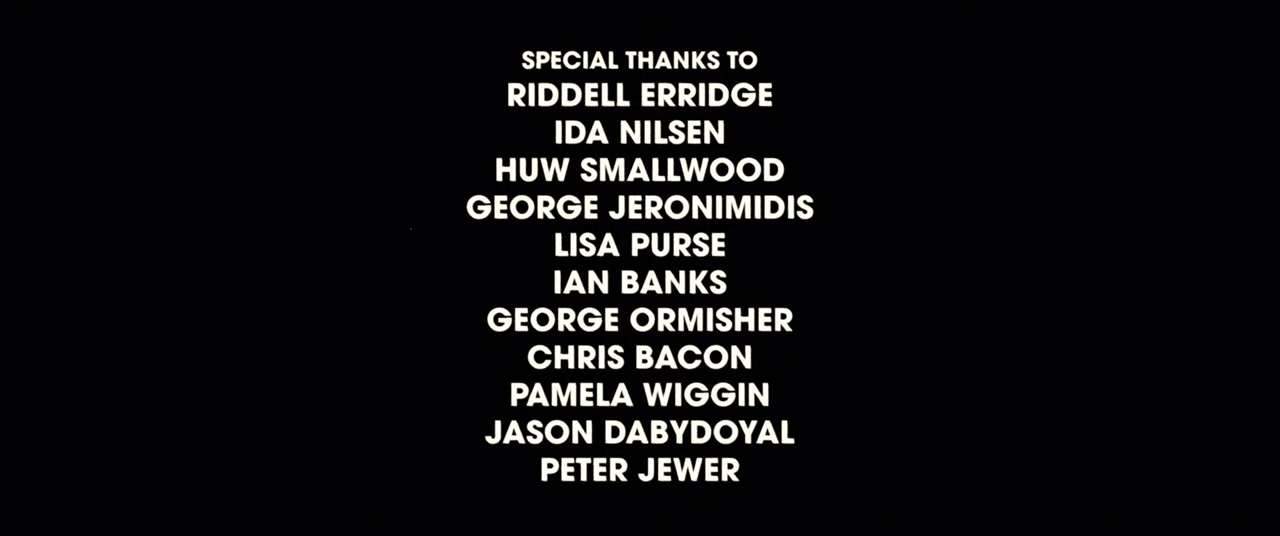 SPECIAL THANKS TO
RIDDELL ERRIDGE
IDA NILSEN
HUW SMALLWOOD
GEORGE JERONIMIDIS
LISA PURSE
IAN BANKS
GEORGE ORMISHER
CHRIS BACON
PAMELA WIGGIN
JASON DABYDOYAL
PETER JEWER